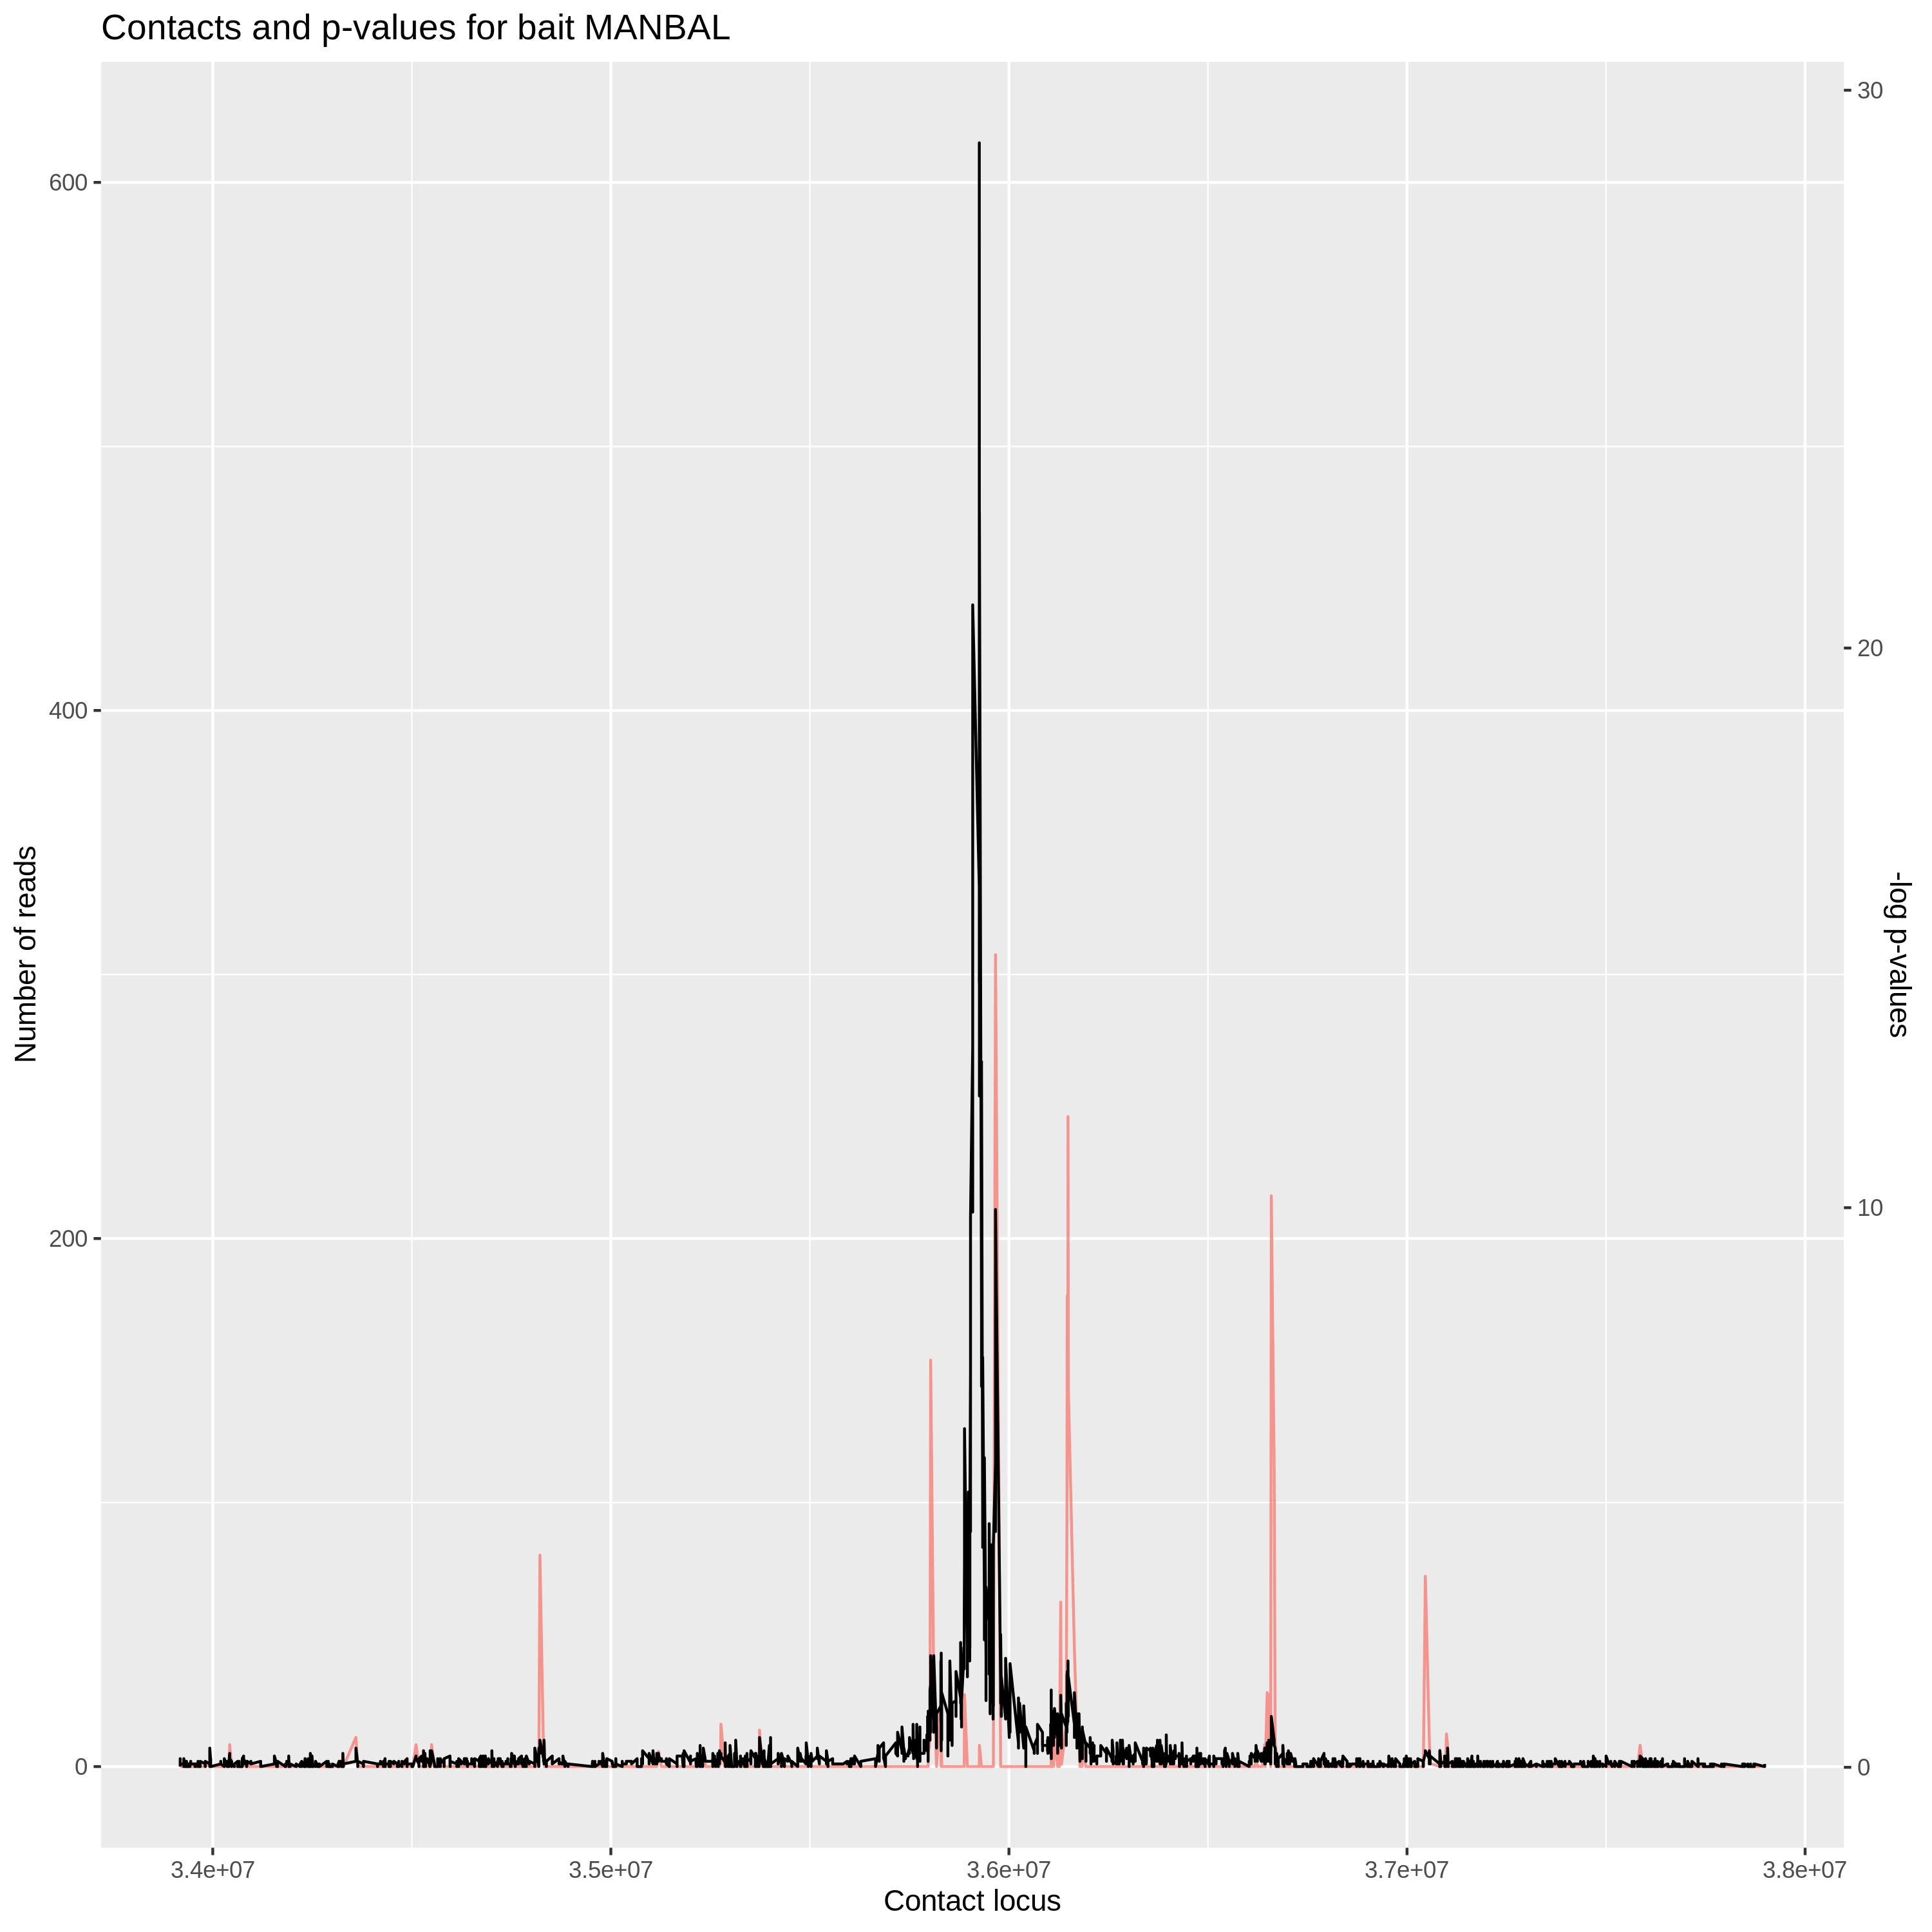 Contacts and p-values for bait MANBAL
Number of reads
600
400
200
0
30
20
10
0
-log p-values
3.4e+07
3.5e+07
3.6e+07
3.7e+07
3.8e+07
Contact locus